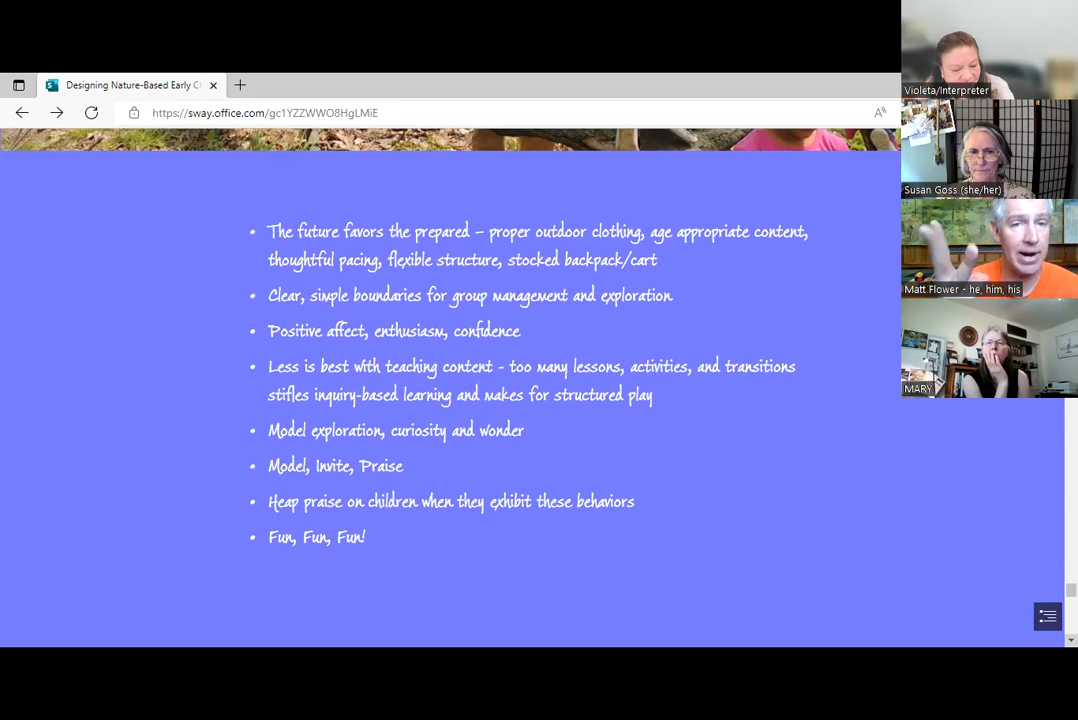 Designing Nature-Based Early C
https://sway.office.com/gc1YZZWWO8HgLMiE
• The future favors the prepared – proper outdoor clothing, age appropriate content,
thoughtful pacing, flexible structure, stocked backpack/cart
• Clear, simple boundaries for group management and exploration
• Positive affect, enthusiasm, confidence
• Less is best with teaching content - too many lessons, activities, and transitions
stifles inquiry-based learning and makes for structured play
• Model exploration, curiosity and wonder
• Model, Invite, Praise
• Heap praise on children when they exhibit these behaviors
• Fun, Fun, Fun!
Violeta/Interpreter
Susan Goss (she/her)
Matt Flower - he, him, his
MARY